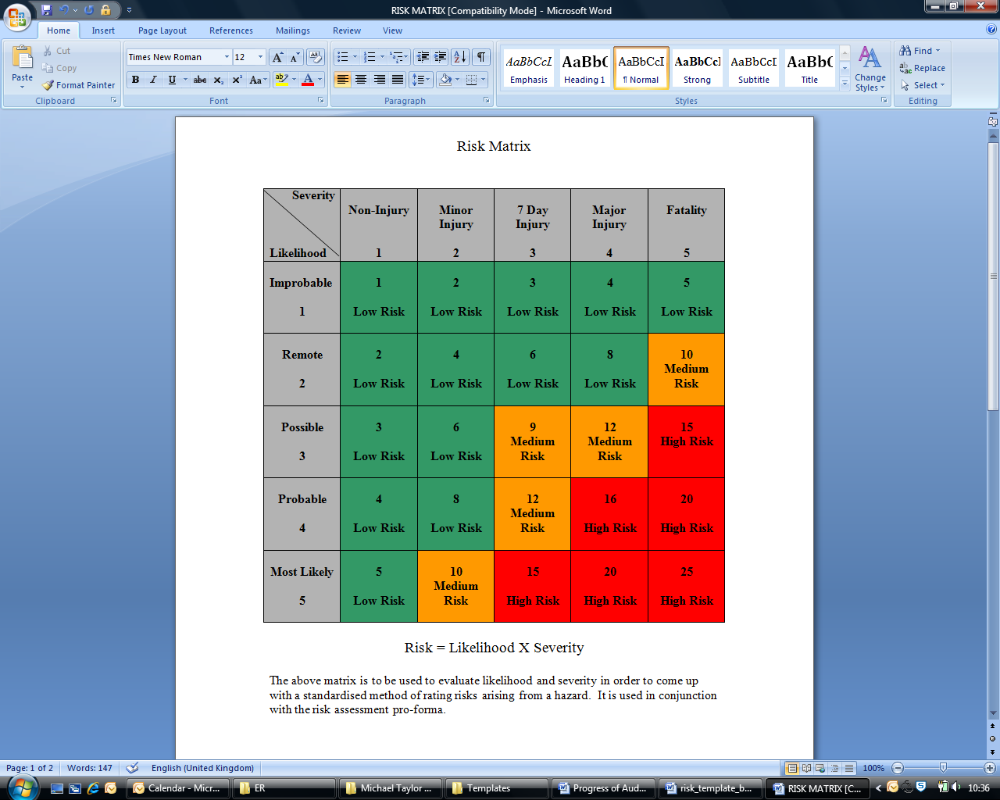 RISK MATRIX [Compatibility Mode] - Microsoft Word
Home Insert Page Layout References Mailings Review View
Paste
Cut
Copy
Format Painter
Clipboard
Times New Roman 12
B I U abc x₂ x² Aa
Font
Paragraph
AaBbCcI AaBbC AaBbCcI AaBbCcI AaBbCcI AaBbC
Emphasis Heading 1 ¶ Normal Strong Subtitle Title
Change Styles
Styles
Find
Replace
Select
Editing
Risk Matrix
Severity
Likelihood
Non-Injury
1
Minor
Injury
2
7 Day
Injury
3
Major
Injury
4
Fatality
5
Improbable
1
1
Low Risk
2
Low Risk
3
Low Risk
4
Low Risk
5
Low Risk
Remote
2
2
Low Risk
4
Low Risk
6
Low Risk
8
Low Risk
10
Medium
Risk
Possible
3
3
Low Risk
6
Low Risk
9
Medium
Risk
12
Medium
Risk
15
High Risk
Probable
4
4
Low Risk
8
Low Risk
12
Medium
Risk
16
High Risk
20
High Risk
Most Likely
5
5
Low Risk
10
Medium
Risk
15
High Risk
20
High Risk
25
High Risk
Risk = Likelihood X Severity
The above matrix is to be used to evaluate likelihood and severity in order to come up
with a standardised method of rating risks arising from a hazard.  It is used in conjunction
with the risk assessment pro-forma.
Page: 1 of 2 Words: 147 English (United Kingdom) 100%
Calendar - Micr... ER Michael Taylor ... Templates Progress of Aud... risk_template_b... RISK MATRIX [C... 10:36